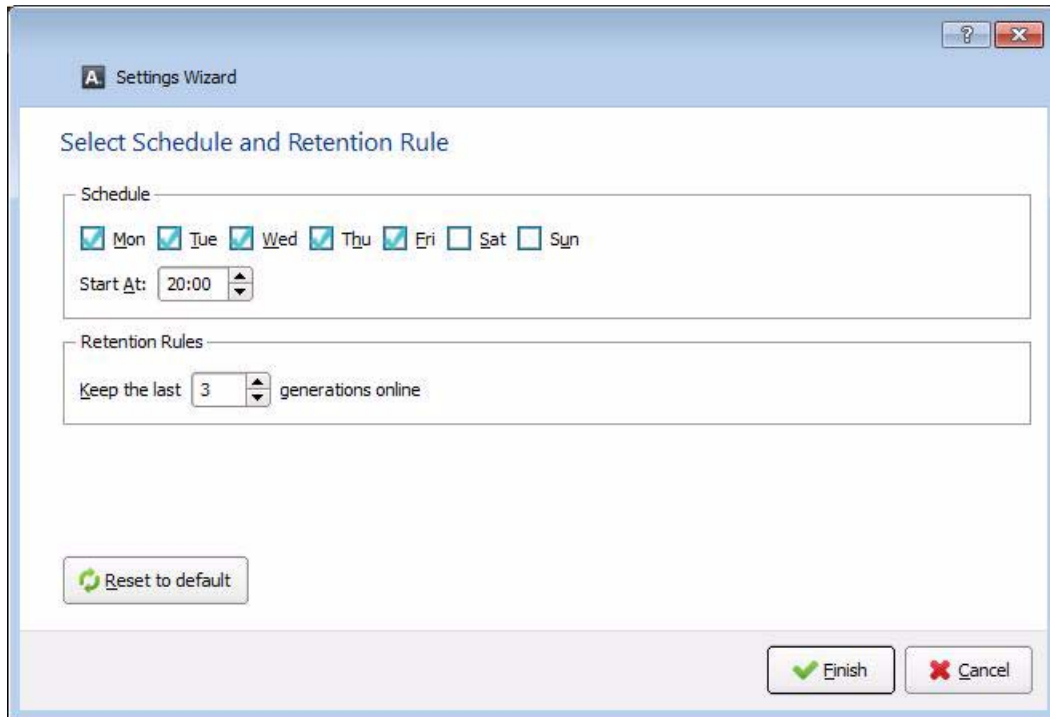 ?
A Settings Wizard
Select Schedule and Retention Rule
Schedule
Mon Tue Wed Thu Fri Sat Sun
Start At: 20:00
Retention Rules
Keep the last 3 generations online
Reset to default
Finish Cancel